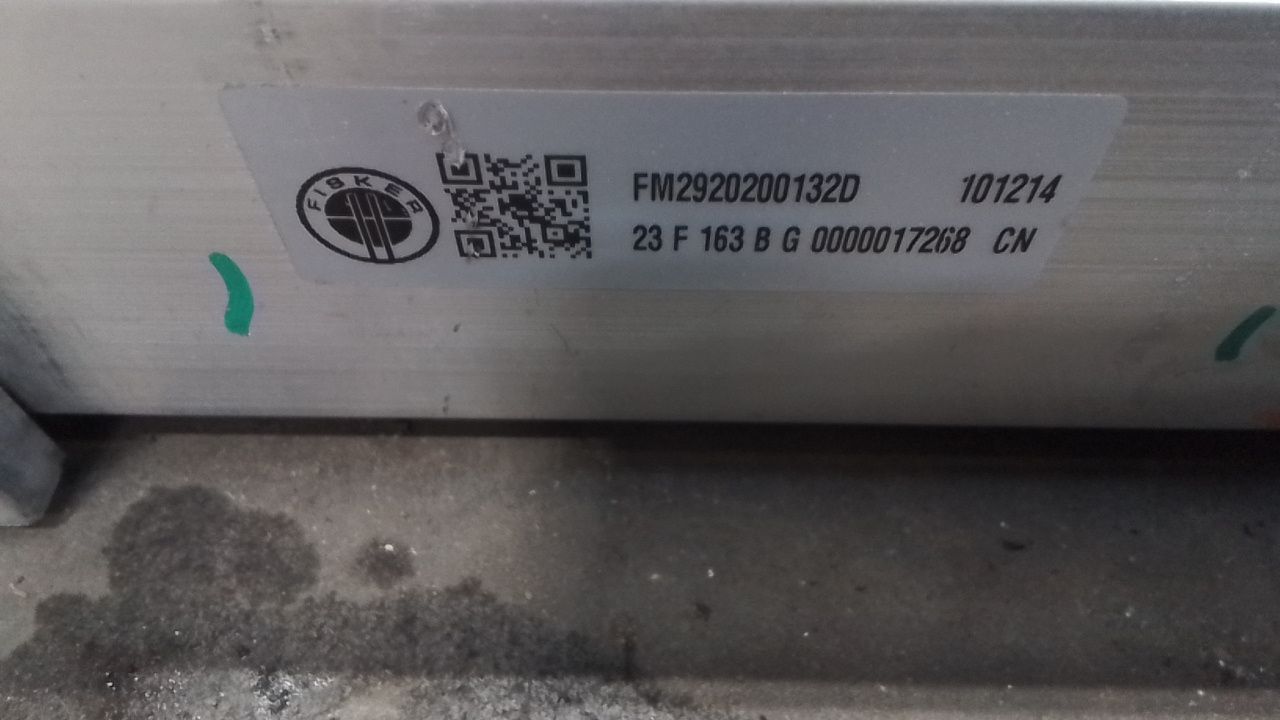 FISKER
FM2920200132D 101214
23 F 163 B G 0000017268 CN